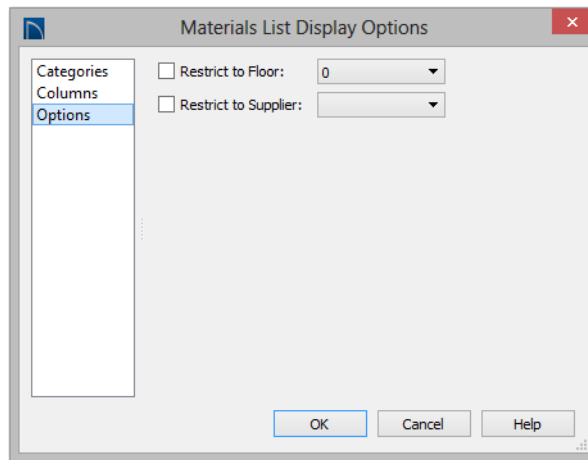 Materials List Display Options
Categories
Columns
Options
Restrict to Floor: 0
Restrict to Supplier:
OK Cancel Help